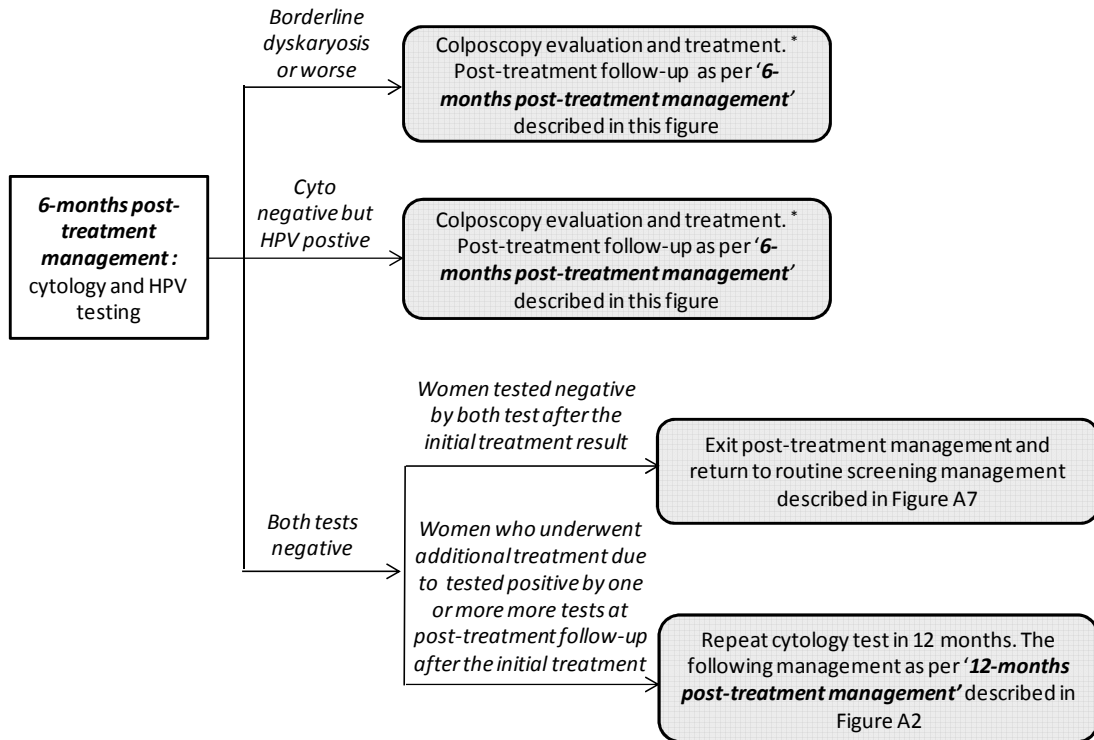 Borderline
dyskaryosis
or worse
Colposcopy evaluation and treatment. *
Post-treatment follow-up as per ‘6-
months post-treatment management’
described in this figure
6-months post-
treatment
management :
cytology and HPV
testing
Cyto
negative but
HPV postive
Colposcopy evaluation and treatment. *
Post-treatment follow-up as per ‘6-
months post-treatment management’
described in this figure
Both tests
negative
Women tested negative
by both test after the
initial treatment result
Exit post-treatment management and
return to routine screening management
described in Figure A7
Women who underwent
additional treatment due
to tested positive by one
or more more tests at
post-treatment follow-up
after the initial treatment
Repeat cytology test in 12 months. The
following management as per ‘12-months
post-treatment management’ described in
Figure A2